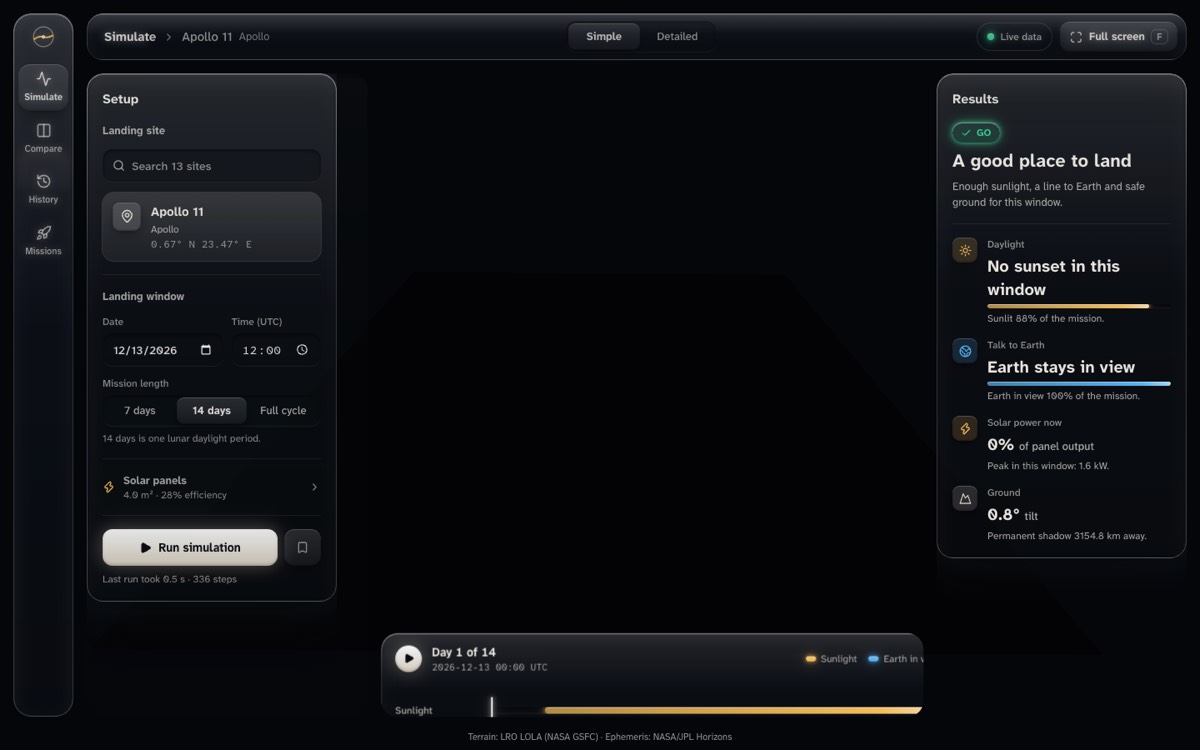 Simulate
Apollo 11 Apollo
Simple
Detailed
Live data
Full screen F
Simulate
Compare
History
Missions
Setup
Landing site
Search 13 sites
Apollo 11
Apollo
0.67° N 23.47° E
Landing window
Date
Time (UTC)
12/13/2026
12:00
Mission length
7 days
14 days
Full cycle
14 days is one lunar daylight period.
Solar panels
4.0 m² · 28% efficiency
Run simulation
Last run took 0.5 s · 336 steps
Results
GO
A good place to land
Enough sunlight, a line to Earth and safe
ground for this window.
Daylight
No sunset in this
window
Sunlit 88% of the mission.
Talk to Earth
Earth stays in view
Earth in view 100% of the mission.
Solar power now
0% of panel output
Peak in this window: 1.6 kW.
Ground
0.8° tilt
Permanent shadow 3154.8 km away.
Day 1 of 14
2026-12-13 00:00 UTC
Sunlight
Earth in
Sunlight
Terrain: LRO LOLA (NASA GSFC) · Ephemeris: NASA/JPL Horizons